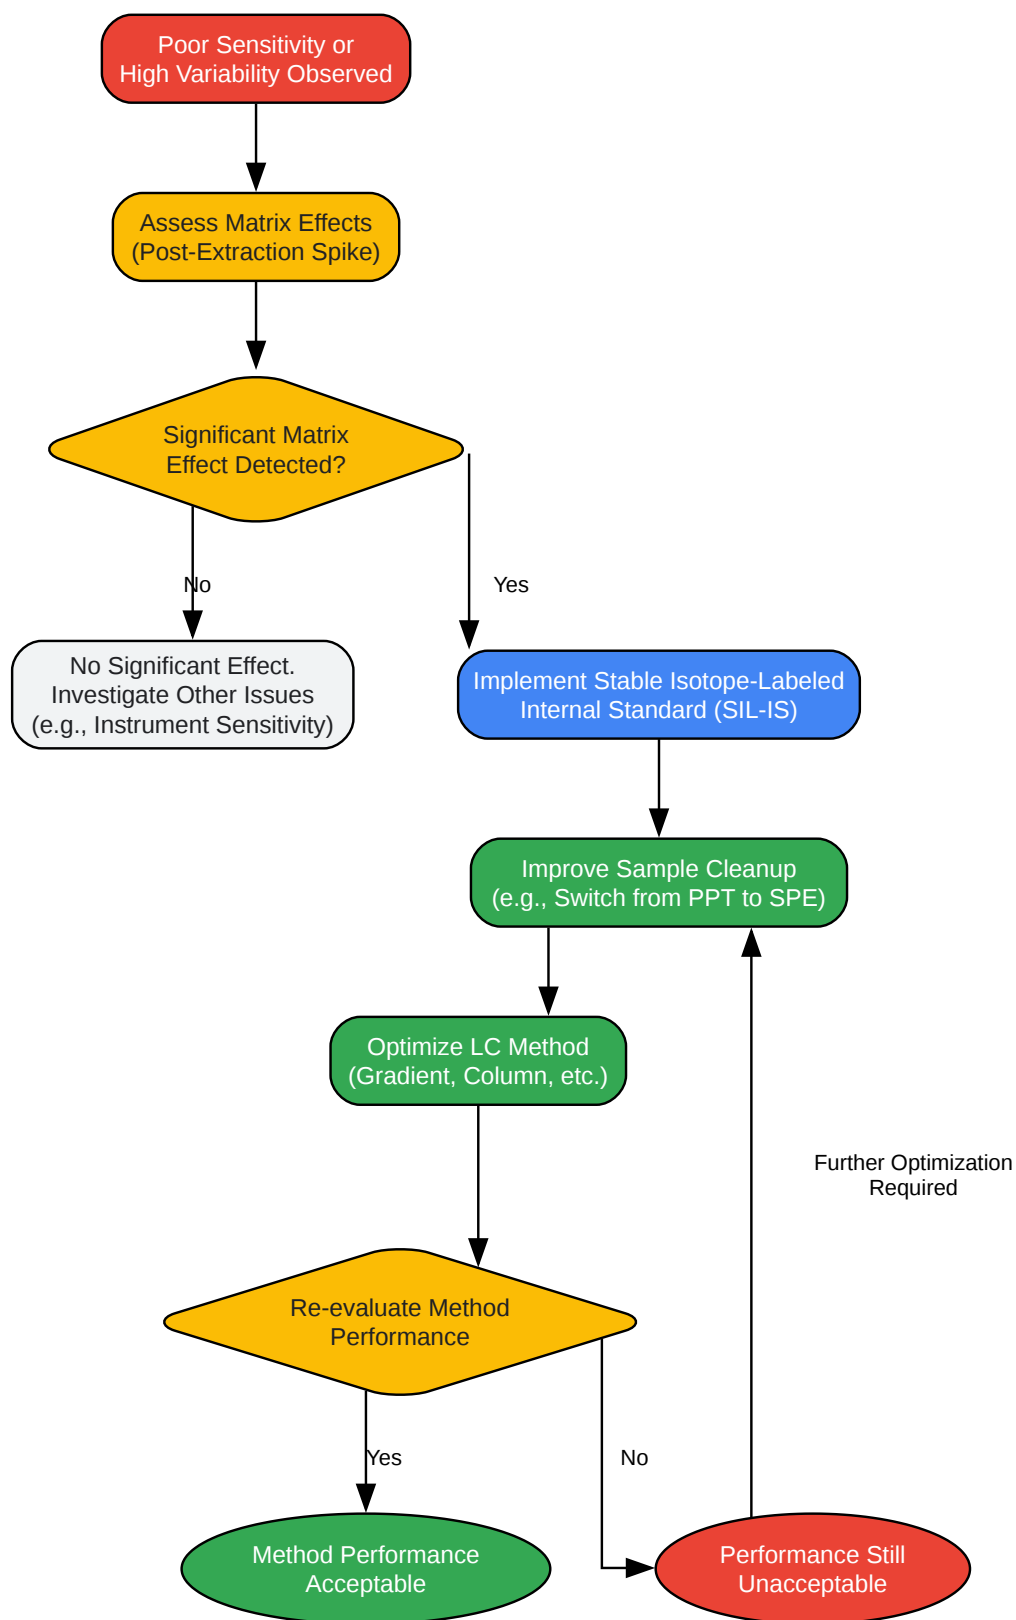 Poor Sensitivity or
High Variability Observed
Assess Matrix Effects
(Post-Extraction Spike)
Significant Matrix
Effect Detected?
No
Yes
No Significant Effect.
Investigate Other Issues
(e.g., Instrument Sensitivity)
Implement Stable Isotope-Labeled
Internal Standard (SIL-IS)
Improve Sample Cleanup
(e.g., Switch from PPT to SPE)
Optimize LC Method
(Gradient, Column, etc.)
Further Optimization
Required
Re-evaluate Method
Performance
Yes
No
Method Performance
Acceptable
Performance Still
Unacceptable